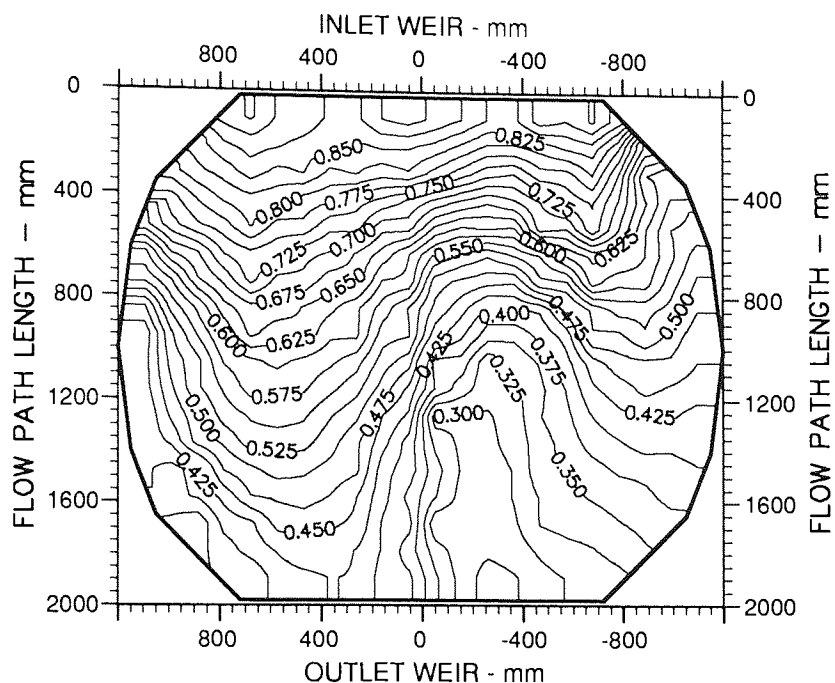 INLET WEIR - mm
800 400 0 -400 -800
0 0
0.825
0.850
400 400
0.800 0.775 0.750
0.725
0.725 0.700 0.550 0.600 0.625
0.675 0.650
800 800
0.600 0.625 0.400 0.475 0.500
0.425 0.375
0.575 0.325
1200 1200
0.500 0.475 0.300 0.425
0.525
0.425 0.350
1600 1600
0.450
2000 2000
800 400 0 -400 -800
OUTLET WEIR - mm
FLOW PATH LENGTH — mm
FLOW PATH LENGTH — mm